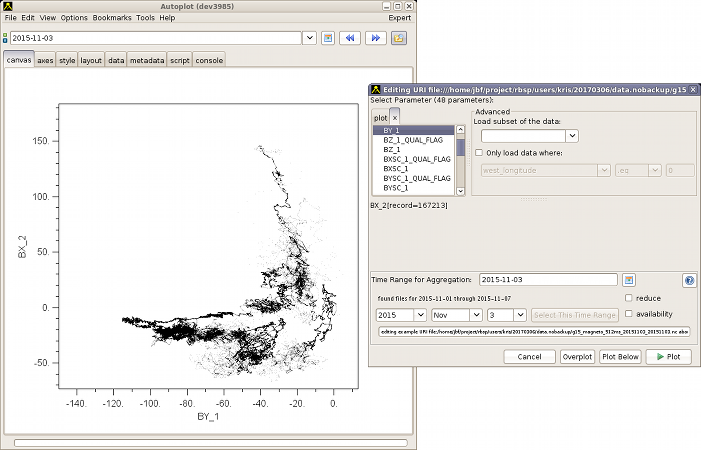 Autoplot (dev3985)
File Edit View Options Bookmarks Tools Help Expert
2015-11-03
canvas axes style layout data metadata script console
150.
100.
50.
0.
-50.
BX_2
-140. -120. -100. -80. -60. -40. -20. 0.
BY_1
Editing URI file:///home/jbf/project/rbsp/users/kris/20170306/data.nobackup/g15
Select Parameter (48 parameters):
plot x
BY_1
BZ_1_QUAL_FLAG
BZ_1
BXSC_1_QUAL_FLAG
BXSC_1
BYSC_1_QUAL_FLAG
BYSC_1
Advanced
Load subset of the data:
Only load data where:
west_longitude .eq 0
BX_2[record=167213]
Time Range for Aggregation: 2015-11-03
found files for 2015-11-01 through 2015-11-07
reduce
2015 Nov 3 Select This Time Range
availability
editing example URI file:/home/jbf/project/rbsp/users/kris/20170306/data.nobackup/g15_magneto_512ms_20151103_20151103.nc abo
Cancel Overplot Plot Below Plot